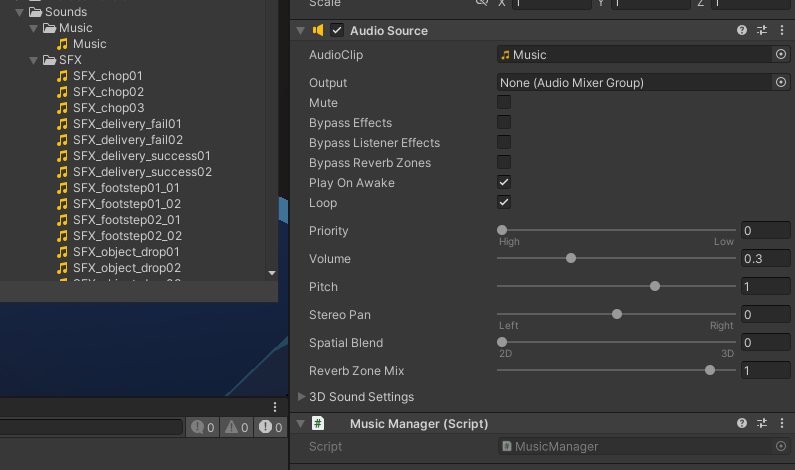 Sounds
Music
Music
SFX
SFX_chop01
SFX_chop02
SFX_chop03
SFX_delivery_fail01
SFX_delivery_fail02
SFX_delivery_success01
SFX_delivery_success02
SFX_footstep01_01
SFX_footstep01_02
SFX_footstep02_01
SFX_footstep02_02
SFX_object_drop01
SFX_object_drop02
0 0 0
Scale X 1 Y 1 Z 1
Audio Source
AudioClip Music
Output None (Audio Mixer Group)
Mute
Bypass Effects
Bypass Listener Effects
Bypass Reverb Zones
Play On Awake
Loop
Priority 0
High Low
Volume 0.3
Pitch 1
Stereo Pan 0
Left Right
Spatial Blend 0
2D 3D
Reverb Zone Mix 1
3D Sound Settings
# Music Manager (Script)
Script # MusicManager